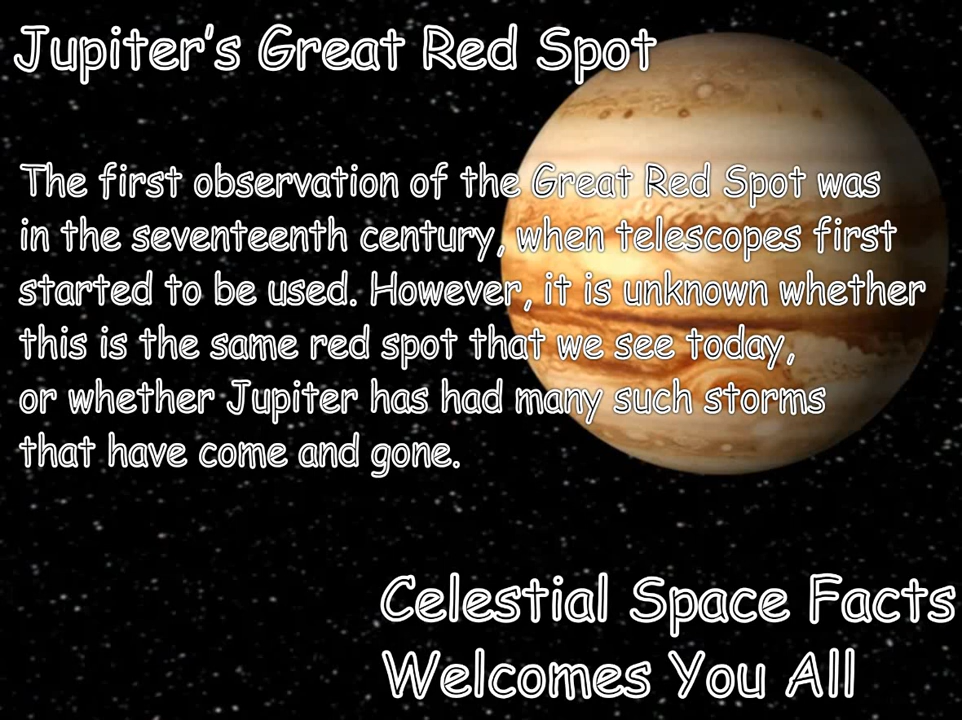 Jupiter’s Great Red Spot
The first observation of the Great Red Spot was
in the seventeenth century, when telescopes first
started to be used. However, it is unknown whether
this is the same red spot that we see today,
or whether Jupiter has had many such storms
that have come and gone.
Celestial Space Facts
Welcomes You All